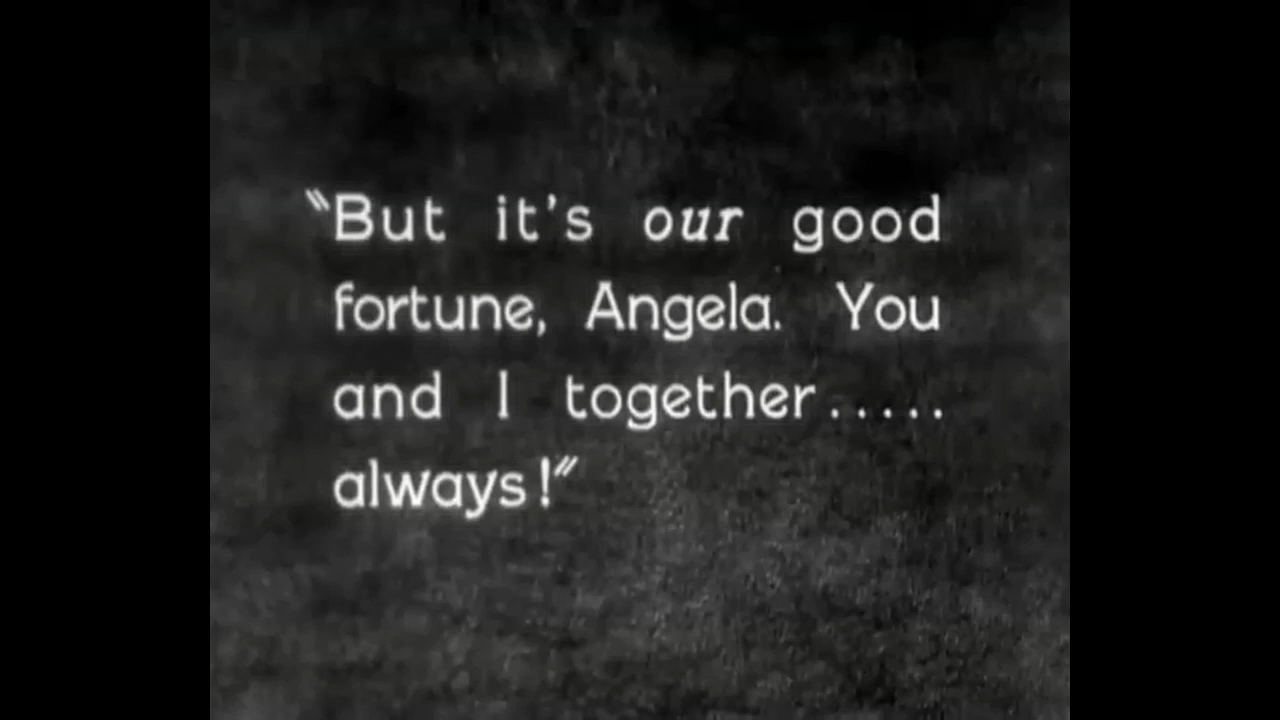 "But it's our good
fortune, Angela. You
and I together.....
always!"